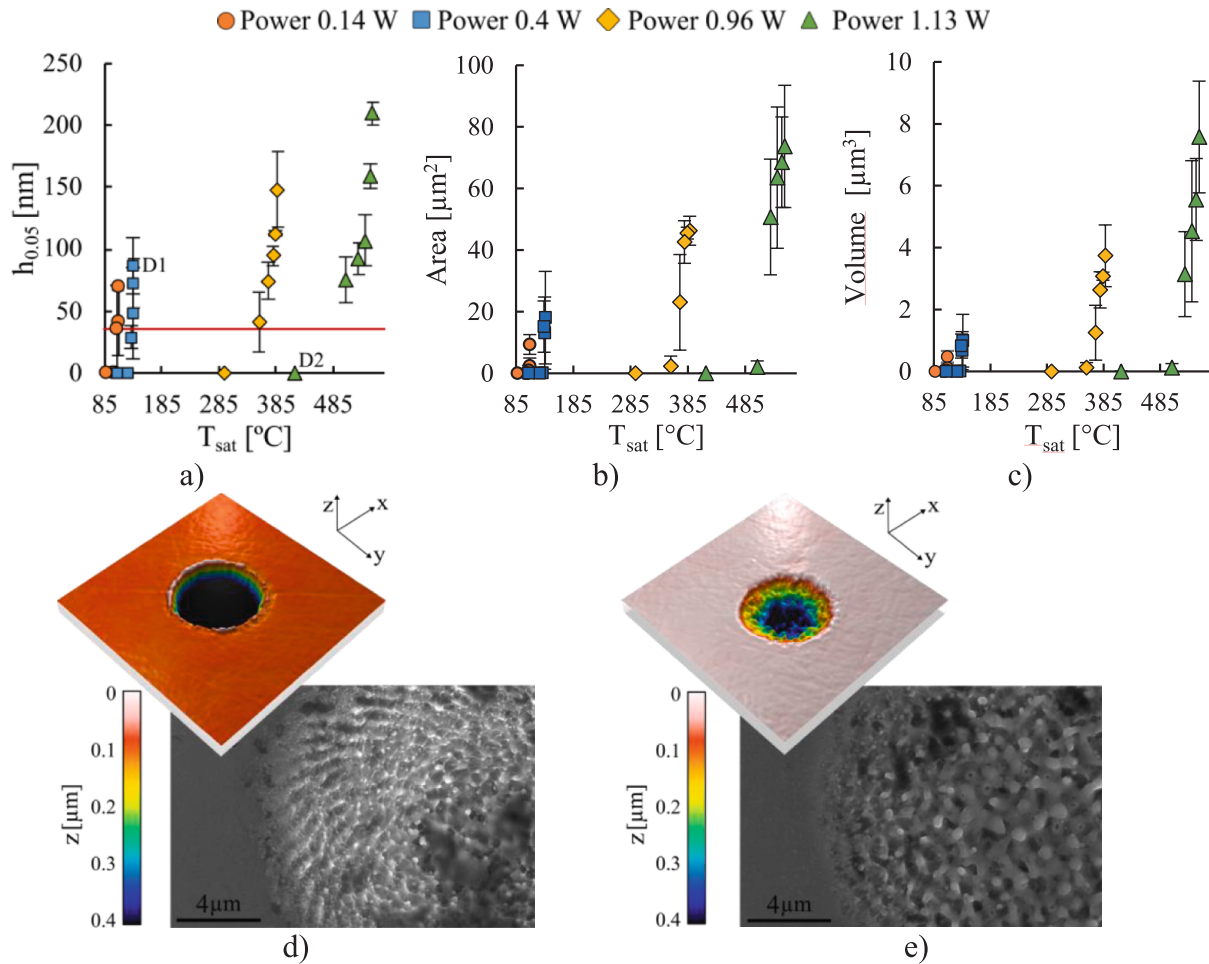 Power 0.14 W Power 0.4 W Power 0.96 W Power 1.13 W
250
200
150
100
50
0
h0.05 [nm]
D1
D2
85 185 285 385 485
Tsat [ºC]
a)
100
80
60
40
20
0
Area [µm²]
85 185 285 385 485
Tsat [°C]
b)
10
8
6
4
2
0
Volume [µm³]
85 185 285 385 485
Tsat [°C]
c)
z x
y
0
0.1
0.2
0.3
0.4
z [µm]
4µm
d)
z x
y
0
0.1
0.2
0.3
0.4
z [µm]
4µm
e)